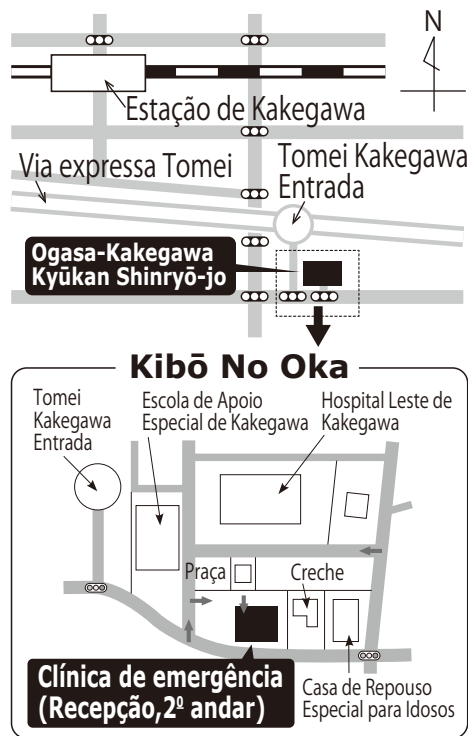 N
Estação de Kakegawa
Via expressa Tomei
Tomei Kakegawa
Entrada
Ogasa-Kakegawa
Kyūkan Shinryō-jo
Kibō No Oka
Tomei
Kakegawa
Entrada
Escola de Apoio
Especial de Kakegawa
Hospital Leste de
Kakegawa
Praça
Creche
Clínica de emergência
(Recepção,2º andar)
Casa de Repouso
Especial para Idosos